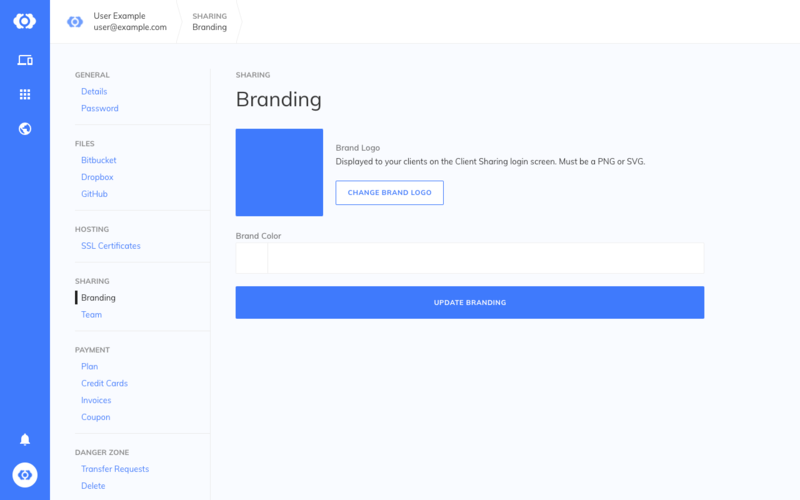 User Example
user@example.com
SHARING
Branding
GENERAL
Details
Password
FILES
Bitbucket
Dropbox
GitHub
HOSTING
SSL Certificates
SHARING
Branding
Team
PAYMENT
Plan
Credit Cards
Invoices
Coupon
DANGER ZONE
Transfer Requests
Delete
SHARING
Branding
Brand Logo
Displayed to your clients on the Client Sharing login screen. Must be a PNG or SVG.
CHANGE BRAND LOGO
Brand Color
UPDATE BRANDING